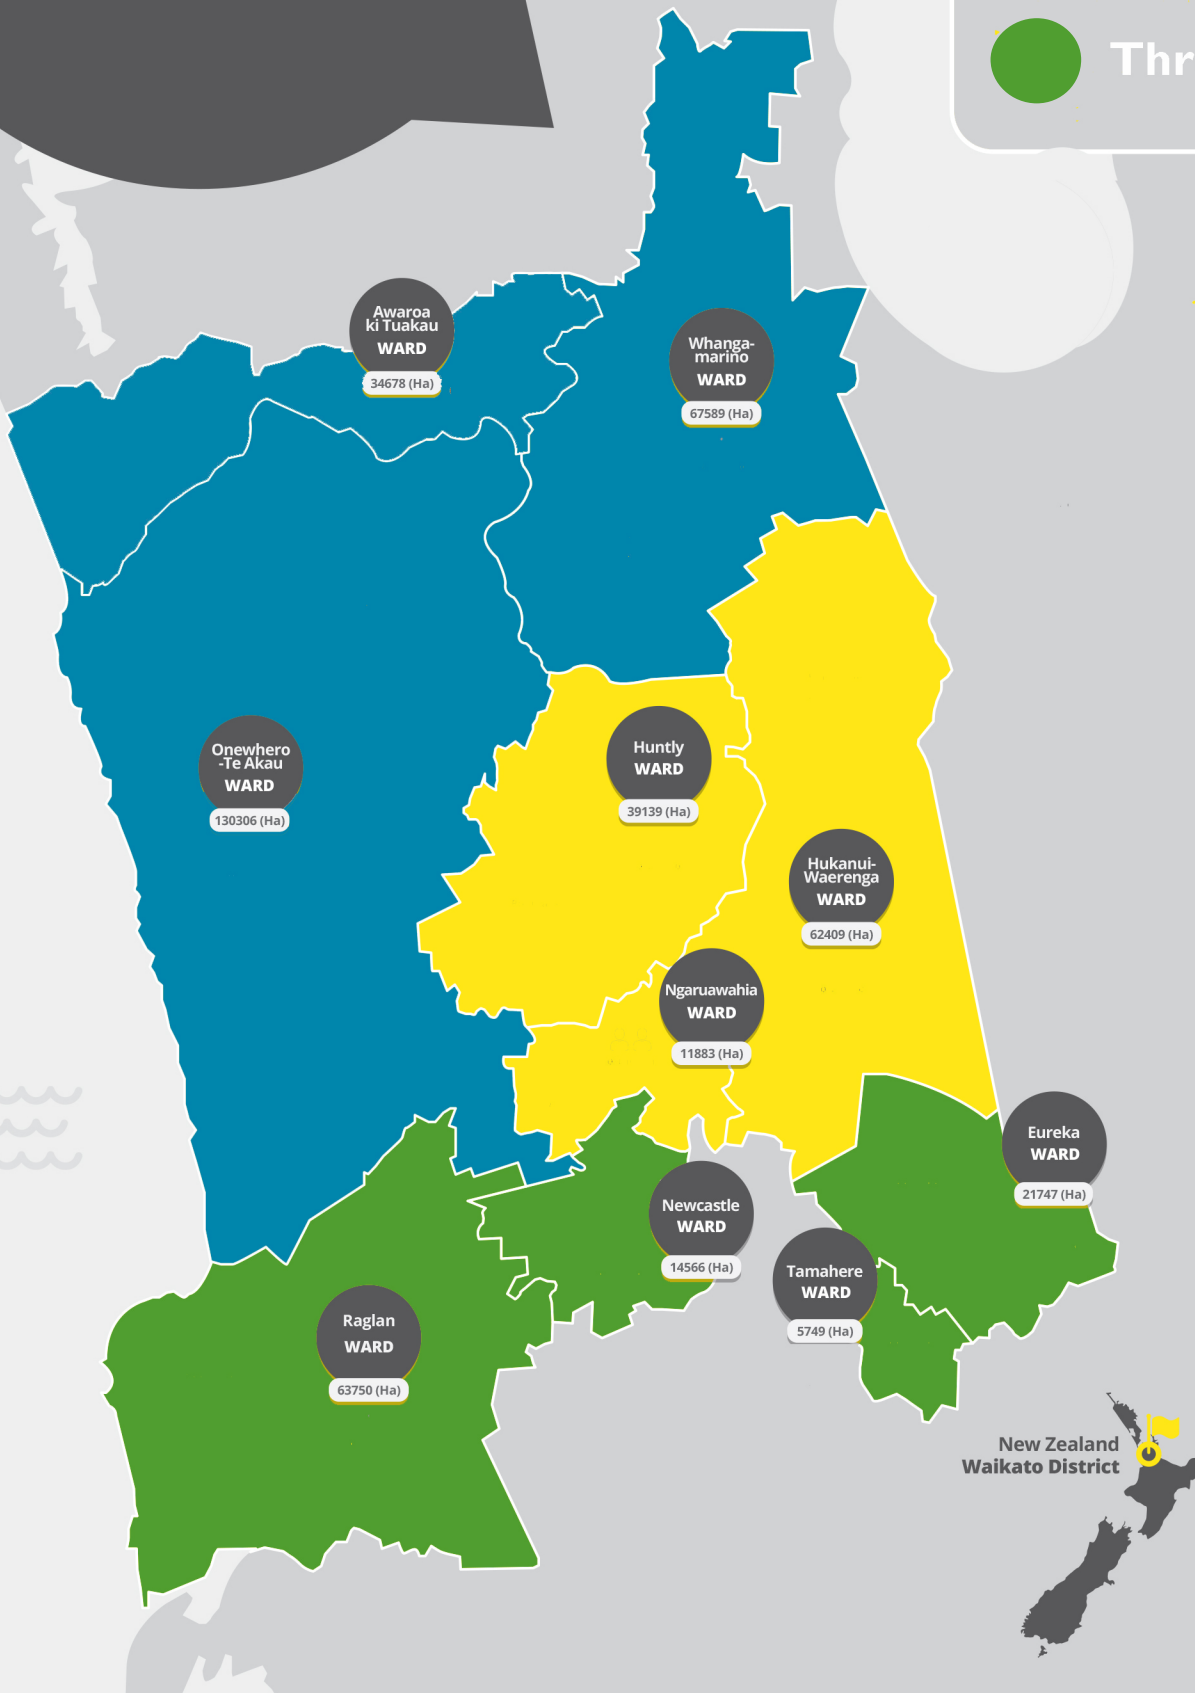 Thr
Awaroa
ki Tuakau
WARD
34678 (Ha)
Whanga-
marino
WARD
67589 (Ha)
Onewhero
-Te Akau
WARD
130306 (Ha)
Huntly
WARD
39139 (Ha)
Hukanui-
Waerenga
WARD
62409 (Ha)
Ngaruawahia
WARD
11883 (Ha)
Eureka
WARD
21747 (Ha)
Newcastle
WARD
14566 (Ha)
Tamahere
WARD
5749 (Ha)
Raglan
WARD
63750 (Ha)
New Zealand
Waikato District